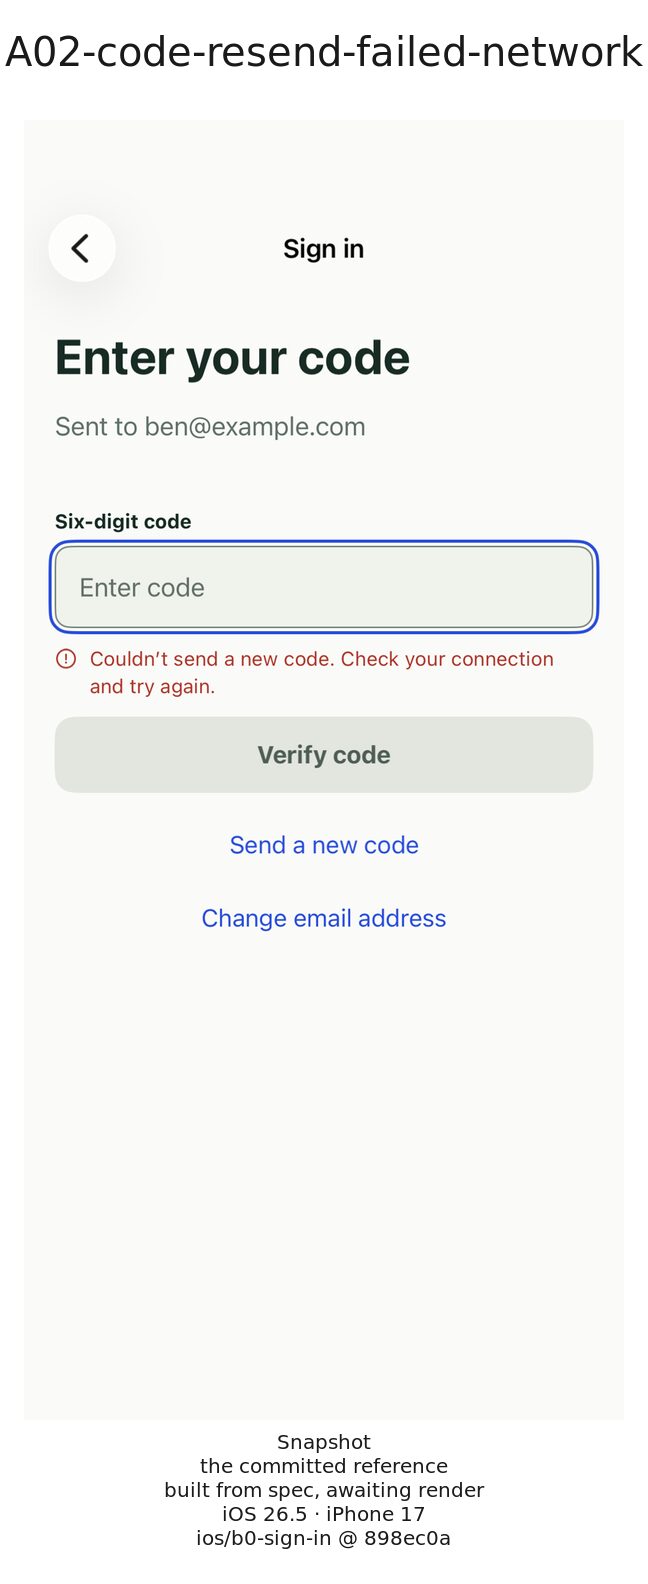 A02-code-resend-failed-network
Sign in
Enter your code
Sent to ben@example.com
Six-digit code
Enter code
Couldn’t send a new code. Check your connection
and try again.
Verify code
Send a new code
Change email address
Snapshot
the committed reference
built from spec, awaiting render
iOS 26.5 · iPhone 17
ios/b0-sign-in @ 898ec0a